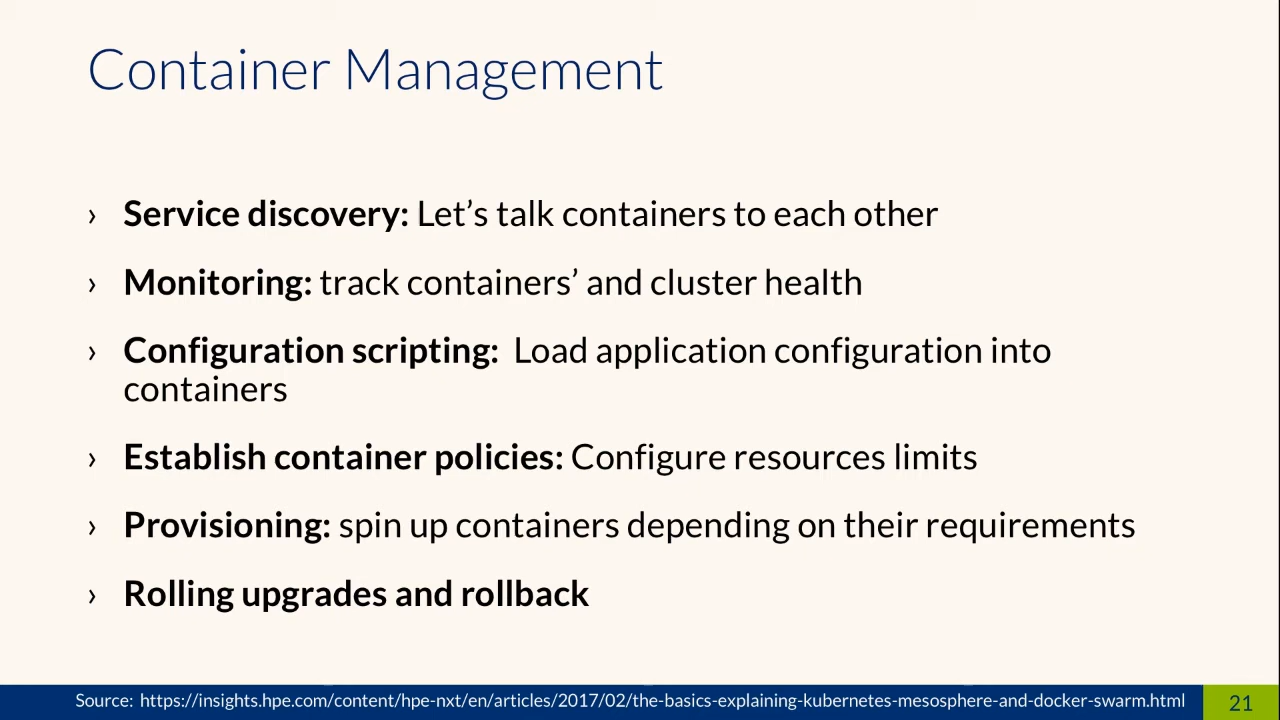 Container Management
› Service discovery: Let’s talk containers to each other
› Monitoring: track containers’ and cluster health
› Configuration scripting:  Load application configuration into
containers
› Establish container policies: Configure resources limits
› Provisioning: spin up containers depending on their requirements
› Rolling upgrades and rollback
Source: https://insights.hpe.com/content/hpe-nxt/en/articles/2017/02/the-basics-explaining-kubernetes-mesosphere-and-docker-swarm.html
21